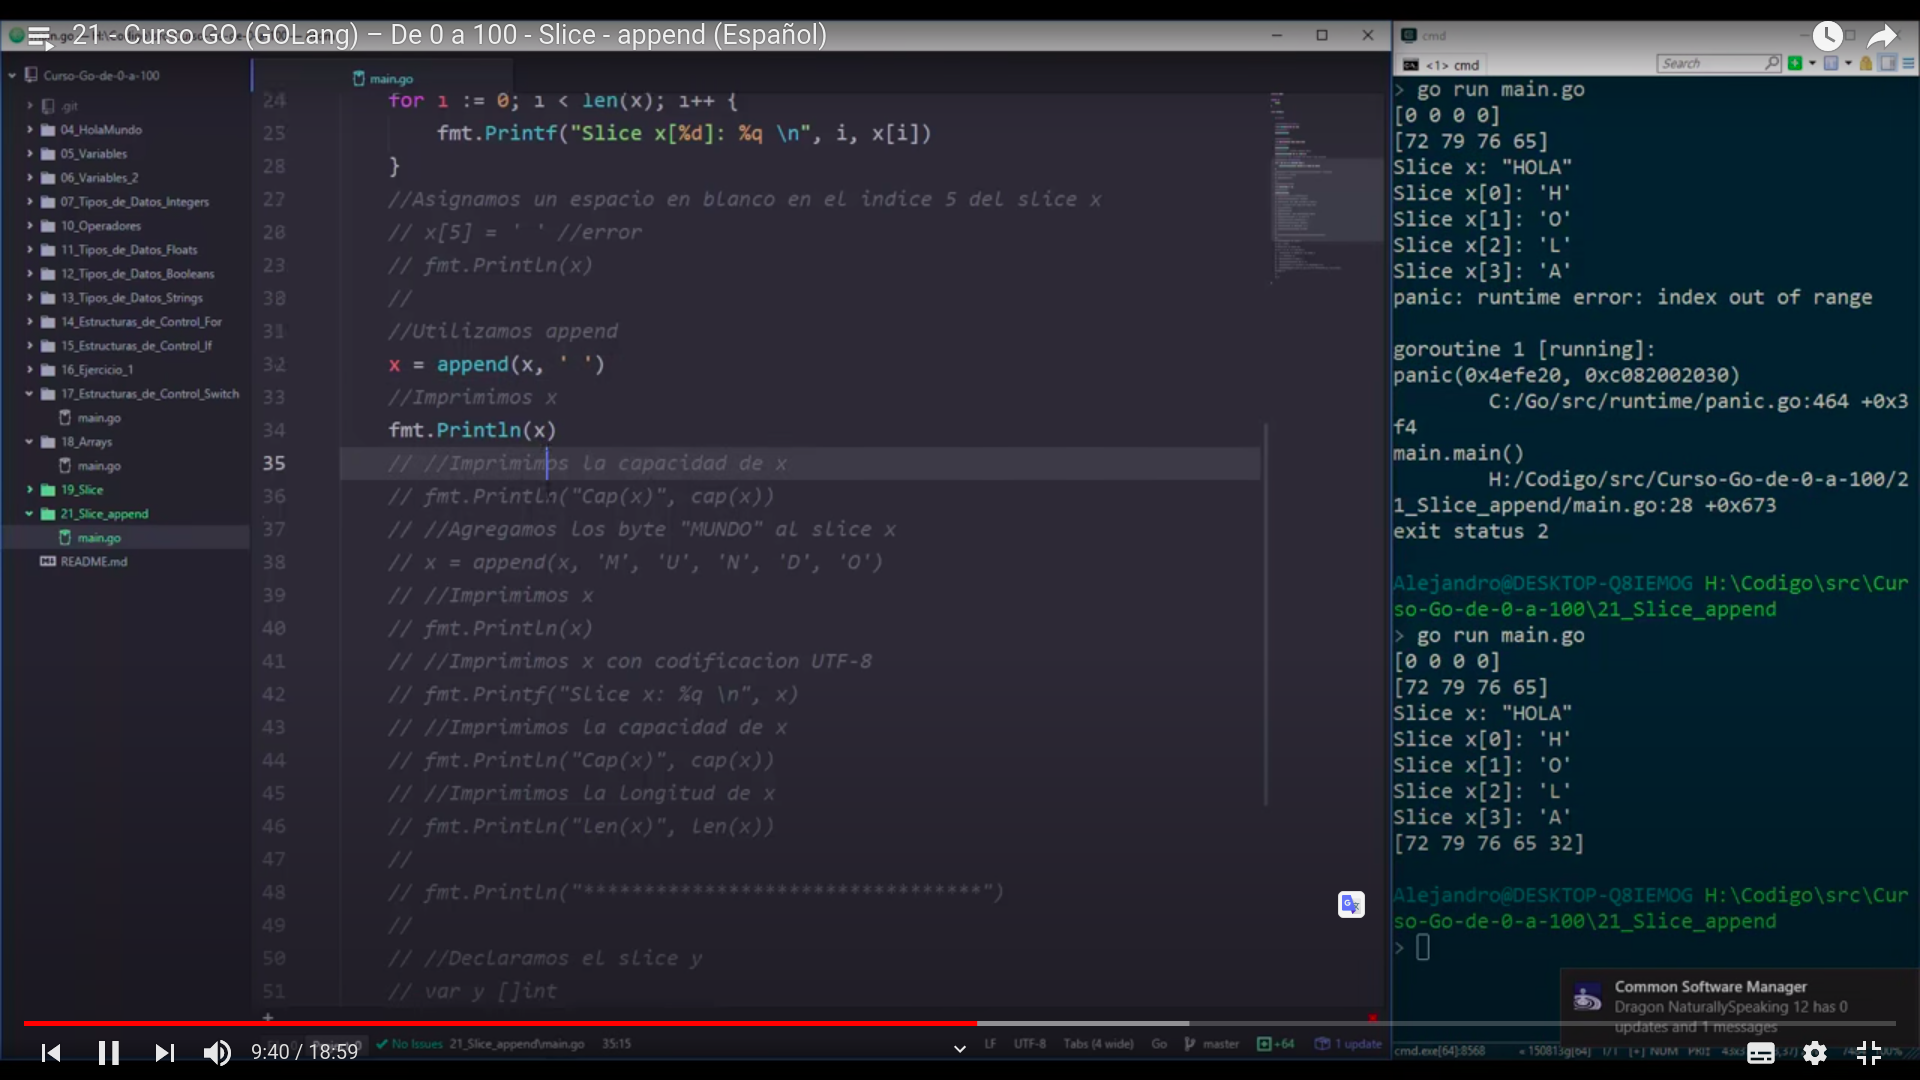 21 - Curso GO (GOLang) – De 0 a 100 - Slice - append (Español)
Curso-Go-de-0-a-100
.git
04_HolaMundo
05_Variables
06_Variables_2
07_Tipos_de_Datos_Integers
10_Operadores
11_Tipos_de_Datos_Floats
12_Tipos_de_Datos_Booleans
13_Tipos_de_Datos_Strings
14_Estructuras_de_Control_For
15_Estructuras_de_Control_If
16_Ejercicio_1
17_Estructuras_de_Control_Switch
main.go
18_Arrays
main.go
19_Slice
21_Slice_append
main.go
README.md
main.go
24 for i := 0; i < len(x); i++ {
25 fmt.Printf("Slice x[%d]: %q \n", i, x[i])
}
//Asignamos un espacio en blanco en el indice 5 del slice x
// x[5] = ' ' //error
// fmt.Println(x)
30 //
31 //Utilizamos append
32 x = append(x, ' ')
33 //Imprimimos x
34 fmt.Println(x)
35 // //Imprimimos la capacidad de x
36 // fmt.Println("Cap(x)", cap(x))
37 // //Agregamos los byte "MUNDO" al slice x
38 // x = append(x, 'M', 'U', 'N', 'D', 'O')
39 // //Imprimimos x
40 // fmt.Println(x)
41 // //Imprimimos x con codificacion UTF-8
42 // fmt.Printf("Slice x: %q \n", x)
43 // //Imprimimos la capacidad de x
44 // fmt.Println("Cap(x)", cap(x))
45 // //Imprimimos la longitud de x
46 // fmt.Println("len(x)", len(x))
47 //
48 // fmt.Println("*********************************")
49 //
50 // //Declaramos el slice y
51 // var y []int
No Issues 21_Slice_append\main.go 35:15
LF UTF-8 Tabs (4 wide) Go master +64 1 update
9:40 / 18:59
cmd
<1> cmd
Search
> go run main.go
[0 0 0 0]
[72 79 76 65]
Slice x: "HOLA"
Slice x[0]: 'H'
Slice x[1]: 'O'
Slice x[2]: 'L'
Slice x[3]: 'A'
panic: runtime error: index out of range
goroutine 1 [running]:
panic(0x4efe20, 0xc082002030)
C:/Go/src/runtime/panic.go:464 +0x3
f4
main.main()
H:/Codigo/src/Curso-Go-de-0-a-100/2
1_Slice_append/main.go:28 +0x673
exit status 2
Alejandro@DESKTOP-Q8IEMOG H:\Codigo\src\Cur
so-Go-de-0-a-100\21_Slice_append
> go run main.go
[0 0 0 0]
[72 79 76 65]
Slice x: "HOLA"
Slice x[0]: 'H'
Slice x[1]: 'O'
Slice x[2]: 'L'
Slice x[3]: 'A'
[72 79 76 65 32]
Alejandro@DESKTOP-Q8IEMOG H:\Codigo\src\Cur
so-Go-de-0-a-100\21_Slice_append
>
Common Software Manager
Dragon NaturallySpeaking 12 has 0
updates and 1 messages
cmd.exe[64]:8568